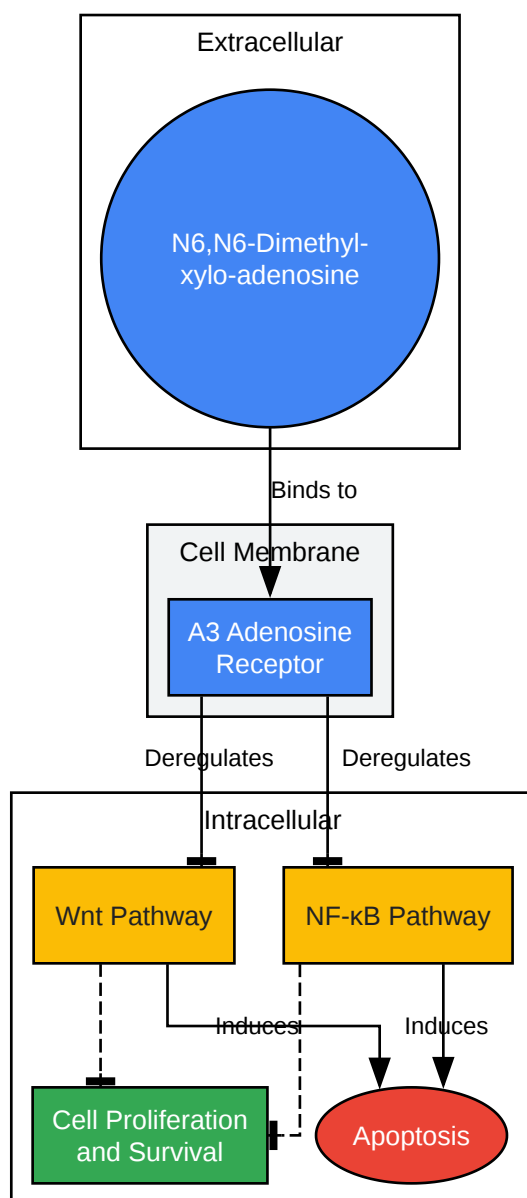 Extracellular
N6,N6-Dimethyl-
xylo-adenosine
Binds to
Cell Membrane
A3 Adenosine
Receptor
Deregulates
Deregulates
Intracellular
Wnt Pathway
NF-κB Pathway
Induces
Induces
Cell Proliferation
and Survival
Apoptosis